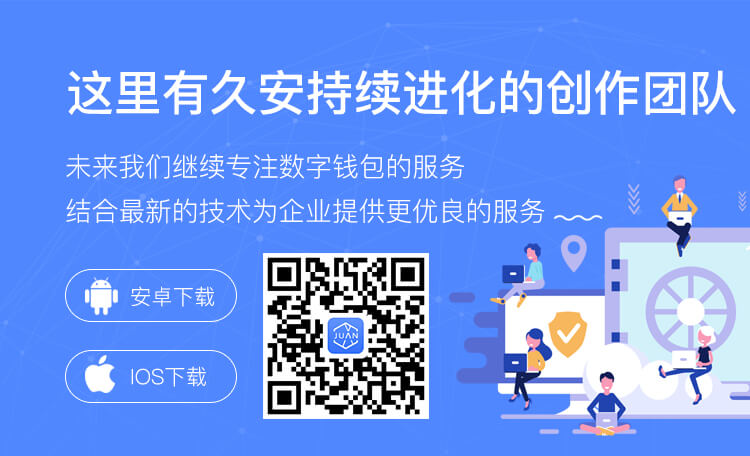 这里有久安持续进化的创作团队
未来我们继续专注数字钱包的服务
结合最新的技术为企业提供更优良的服务
安卓下载
JUAN
IOS下载